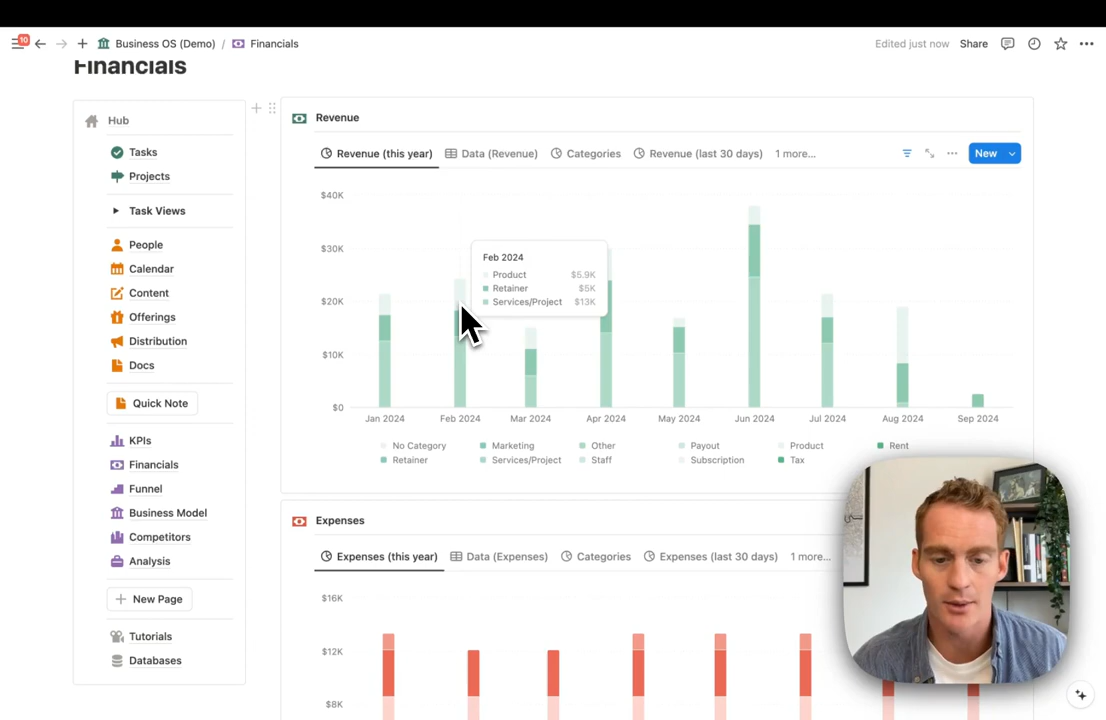 10
Business OS (Demo) / Financials
Edited just now
Share
Financials
Hub
Tasks
Projects
Task Views
People
Calendar
Content
Offerings
Distribution
Docs
Quick Note
KPIs
Financials
Funnel
Business Model
Competitors
Analysis
New Page
Tutorials
Databases
Revenue
Revenue (this year) Data (Revenue) Categories Revenue (last 30 days) 1 more...
New
$40K
$30K
$20K
$10K
$0
Feb 2024
Product $5.9K
Retainer $5K
Services/Project $13K
Jan 2024 Feb 2024 Mar 2024 Apr 2024 May 2024 Jun 2024 Jul 2024 Aug 2024 Sep 2024
No Category Marketing Other Payout Product Rent
Retainer Services/Project Staff Subscription Tax
Expenses
Expenses (this year) Data (Expenses) Categories Expenses (last 30 days) 1 more...
$16K
$12K
$8K